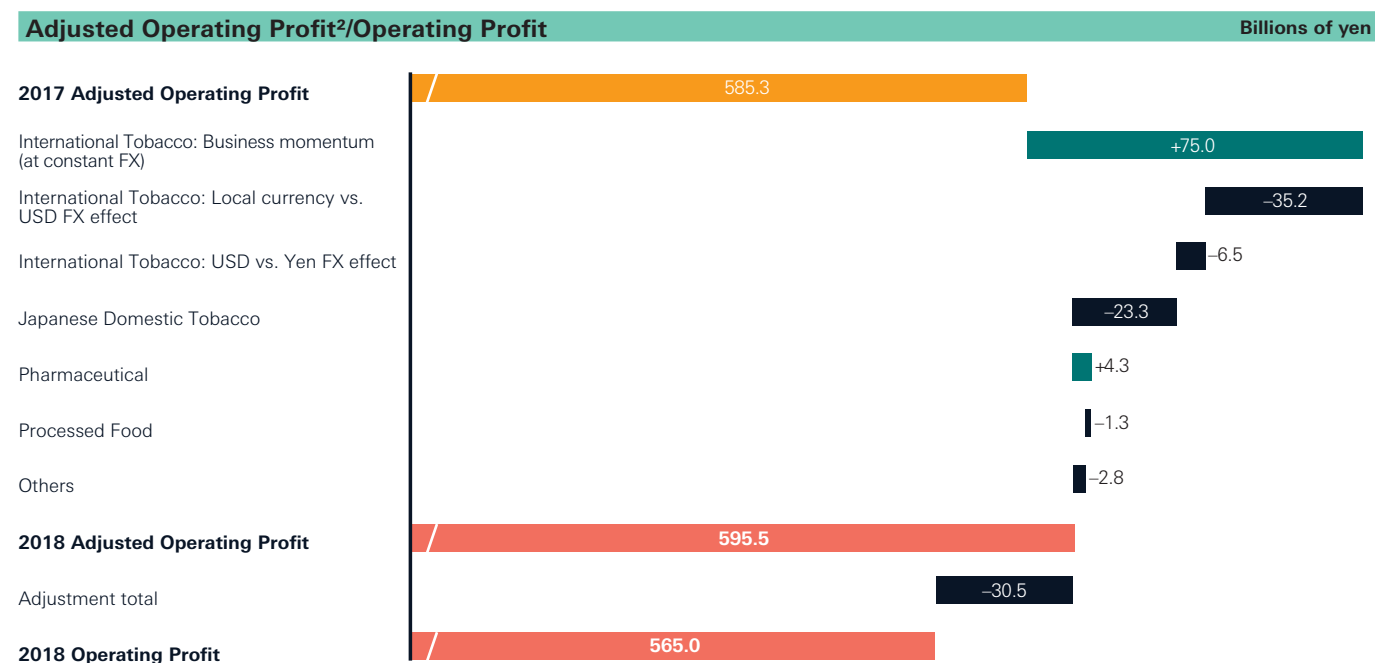 Adjusted Operating Profit²/Operating Profit
Billions of yen
2017 Adjusted Operating Profit
585.3
International Tobacco: Business momentum
(at constant FX)
+75.0
International Tobacco: Local currency vs.
USD FX effect
–35.2
International Tobacco: USD vs. Yen FX effect
–6.5
Japanese Domestic Tobacco
–23.3
Pharmaceutical
+4.3
Processed Food
–1.3
Others
–2.8
2018 Adjusted Operating Profit
595.5
Adjustment total
–30.5
2018 Operating Profit
565.0